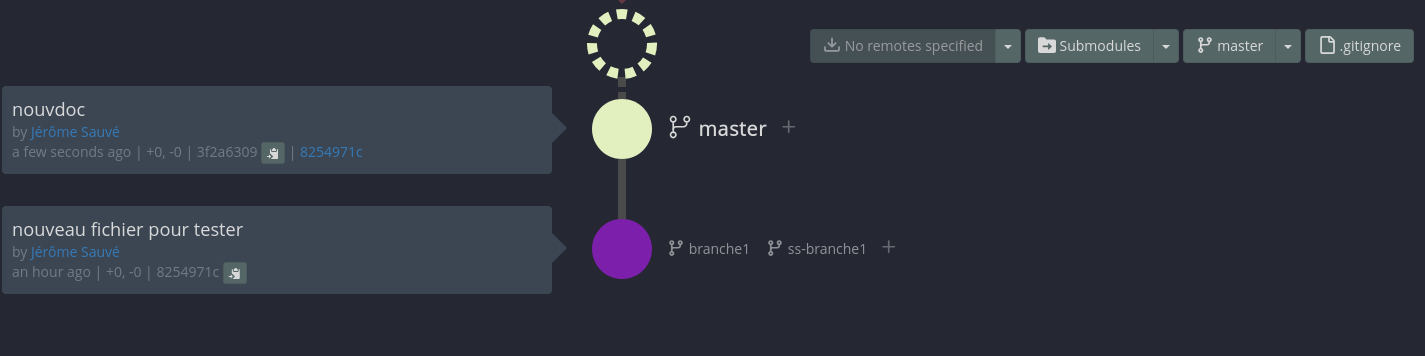 No remotes specified
Submodules
master
.gitignore
nouvdoc
by Jérôme Sauvé
a few seconds ago | +0, -0 | 3f2a6309 | 8254971c
master +
nouveau fichier pour tester
by Jérôme Sauvé
an hour ago | +0, -0 | 8254971c
branche1 ss-branche1 +